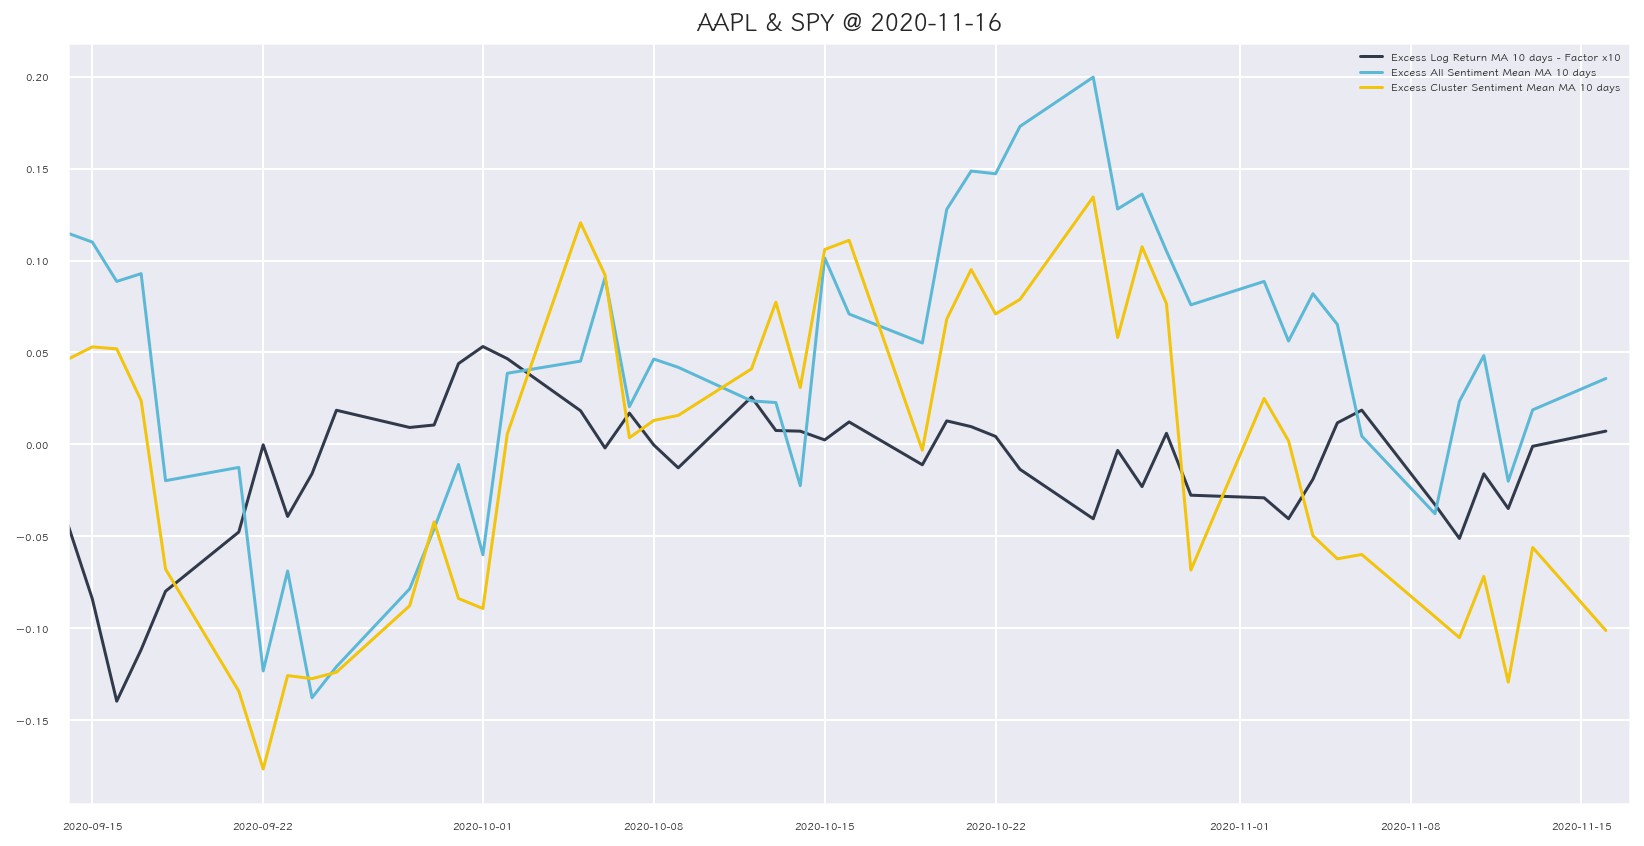 AAPL & SPY @ 2020-11-16
Excess Log Return MA 10 days - Factor x10
Excess All Sentiment Mean MA 10 days
Excess Cluster Sentiment Mean MA 10 days
0.20
0.15
0.10
0.05
0.00
−0.05
−0.10
−0.15
2020-09-15 2020-09-22 2020-10-01 2020-10-08 2020-10-15 2020-10-22 2020-11-01 2020-11-08 2020-11-15